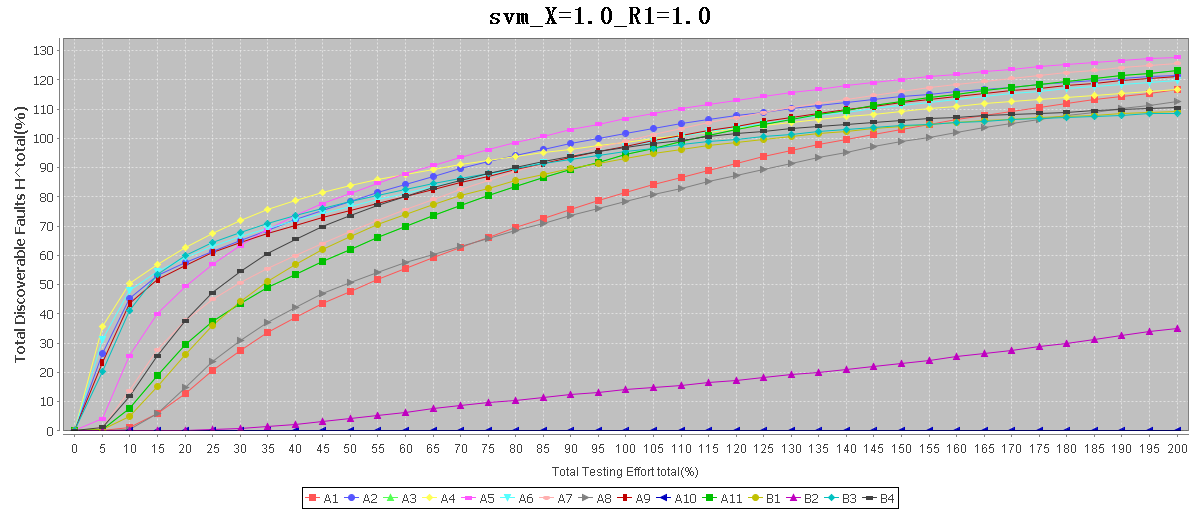 svm_X=1.0_R1=1.0
Total Discoverable Faults H^total(%)
130
120
110
100
90
80
70
60
50
40
30
20
10
0
0 5 10 15 20 25 30 35 40 45 50 55 60 65 70 75 80 85 90 95 100 105 110 115 120 125 130 135 140 145 150 155 160 165 170 175 180 185 190 195 200
Total Testing Effort total(%)
A1 A2 A3 A4 A5 A6 A7 A8 A9 A10 A11 B1 B2 B3 B4